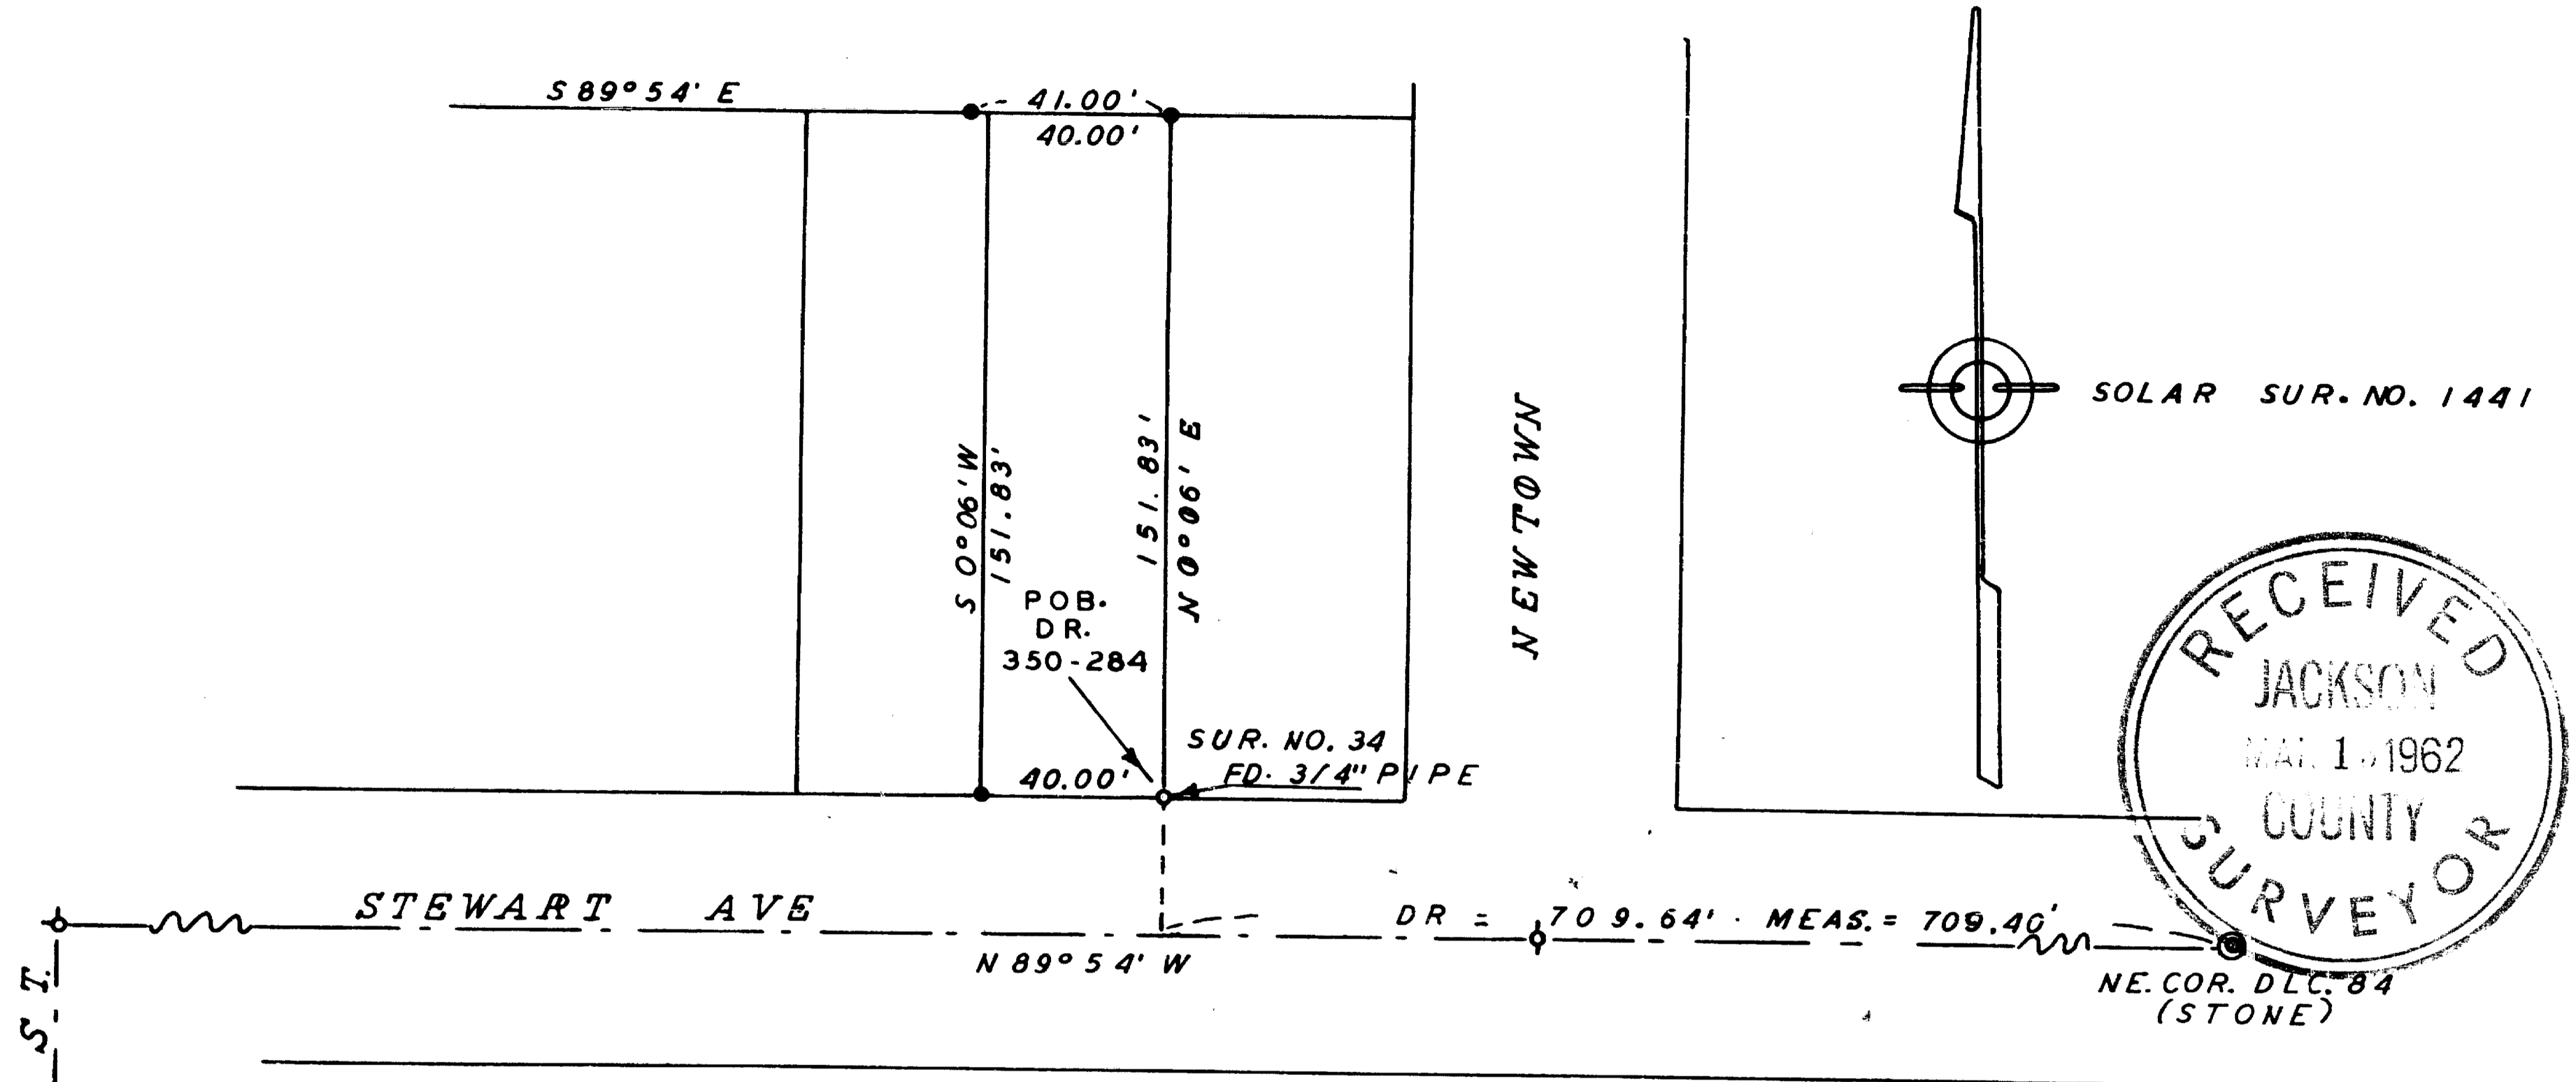 S 89° 54' E
41.00'
40.00'
SOLAR SUR. NO. 1441
S 0° 06' W
151.83'
151.83'
N 0° 06' E
NEWTOWN
POB.
DR.
350-284
SUR. NO. 34
FD. 3/4" PIPE
40.00'
RECEIVED
JACKSON
1962
COUNTY
SURVEYOR
STEWART AVE
DR = 709.64' · MEAS. = 709.40'
N 89° 54' W
NE. COR. DLC. 84
(STONE)
ST.